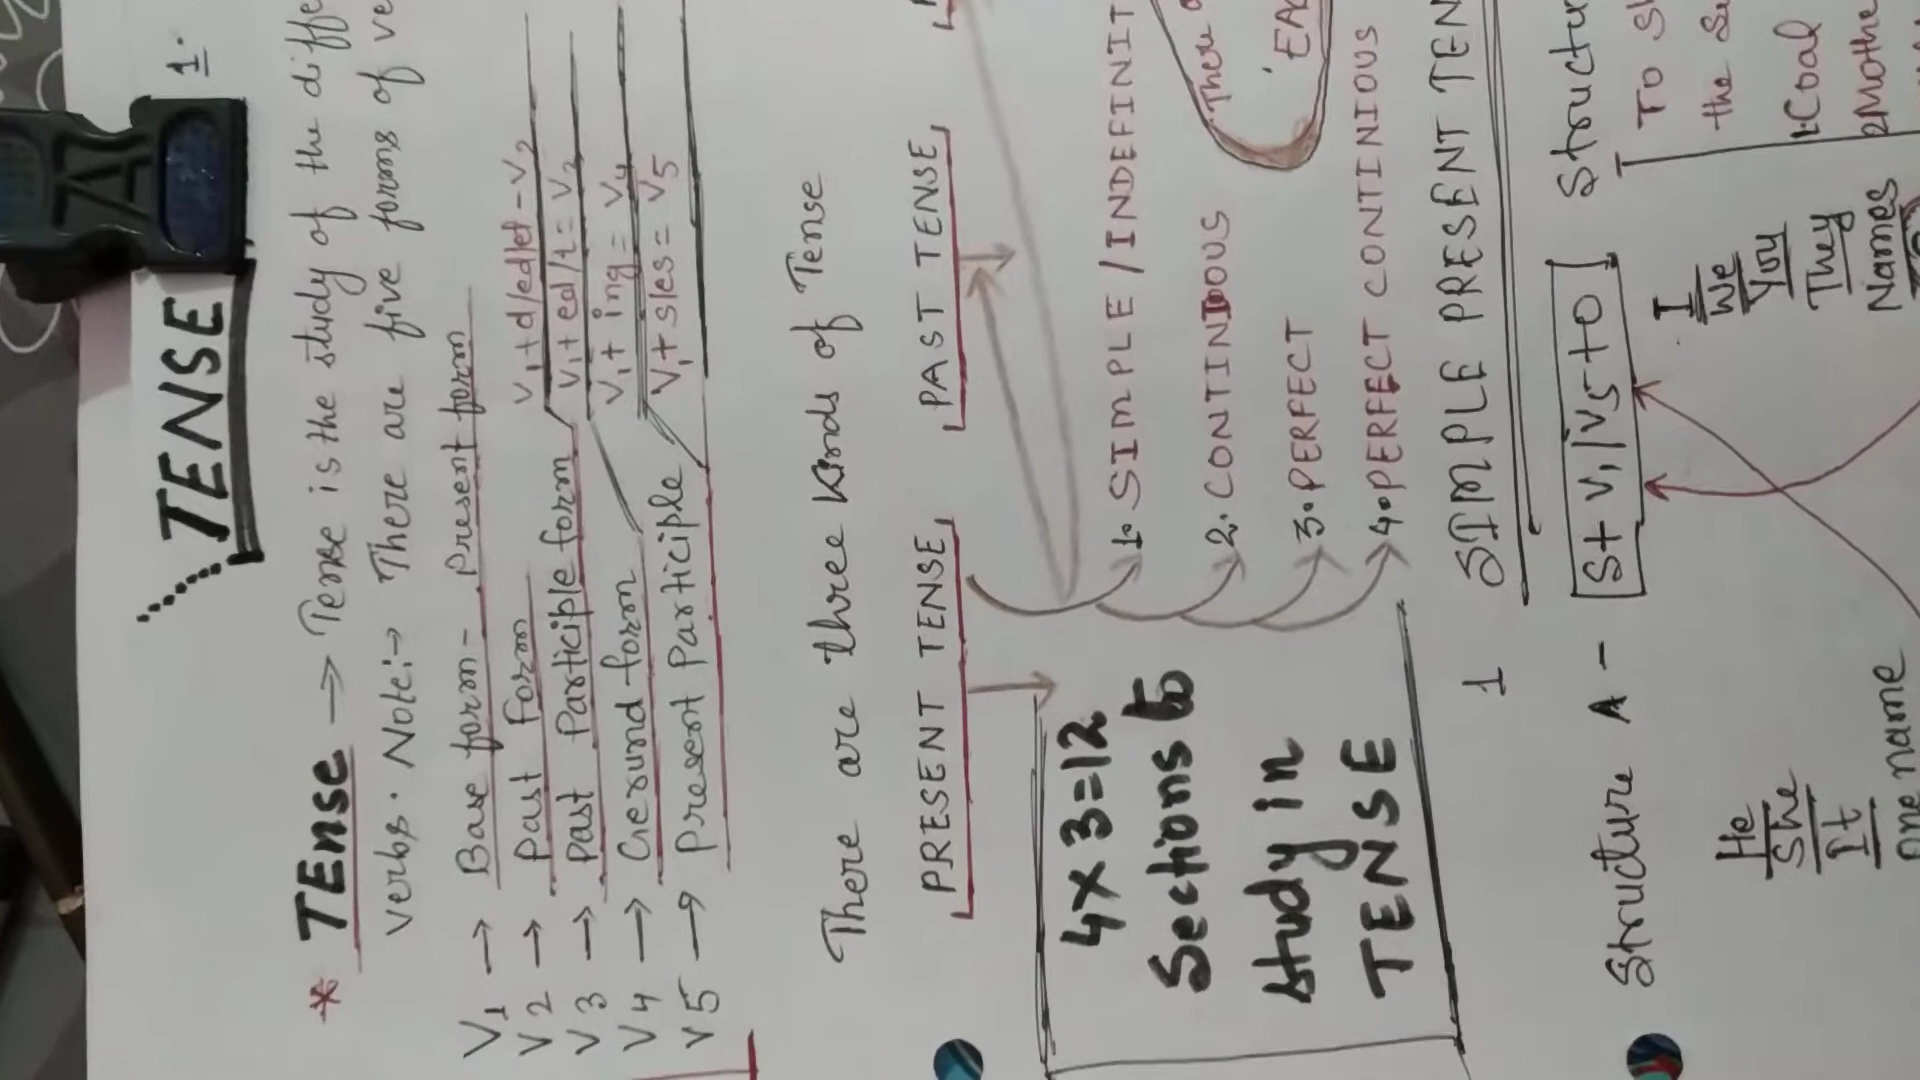 TENSE
1.
* TEnse → Tense is the study of the diffe
verbs. Note:→ There are five forms of ve
V1 → Base form - Present form
V2 → Past Form V1+d/ed/et-V2
V3 → Past Participle form V1+ed/t=V3
V4 → Gerund form V1+ing=V4
V5 → Present Participle V1+s/es=V5
There are three kinds of Tense
PRESENT TENSE PAST TENSE
4x3=12
Sections to
study in
TENSE
1. SIMPLE/INDEFINIT
2. CONTINUOUS
3. PERFECT
4. PERFECT CONTINIOUS
There
EAC
1 SIMPLE PRESENT TEN
Structure A - S+V1/V5+O Structur
He
She
It
One name
I
We
You
They
Names
To S
the Su
1.Coal
2Mothe